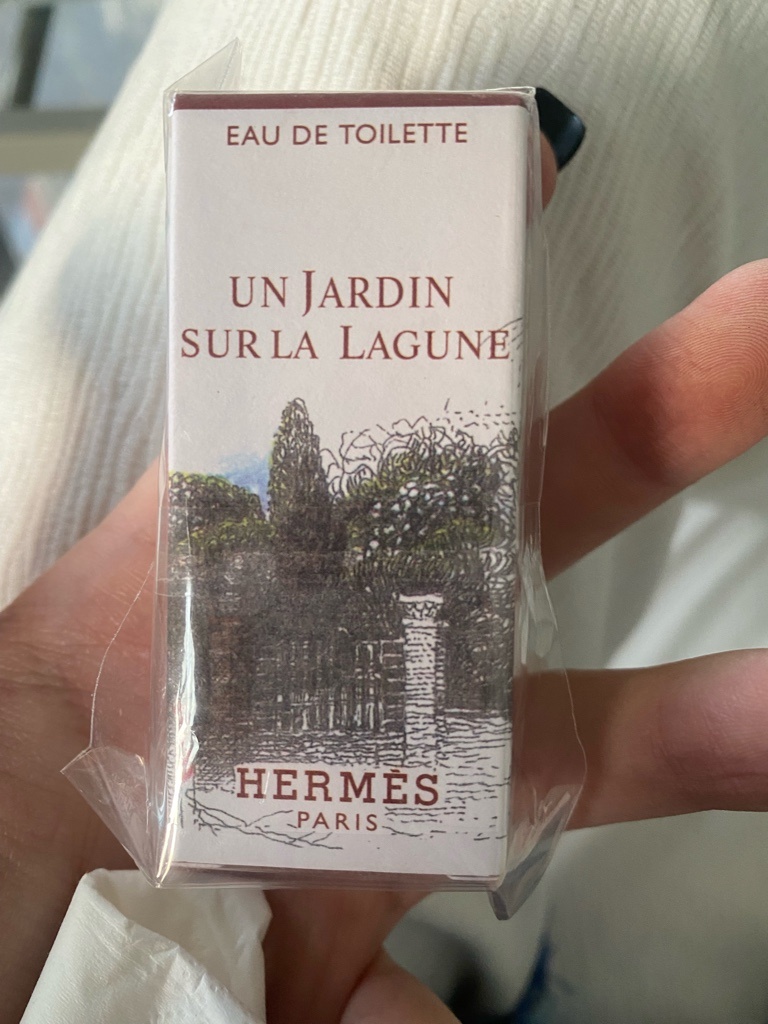 EAU DE TOILETTE
UN JARDIN
SUR LA LAGUNE
HERMÈS
PARIS